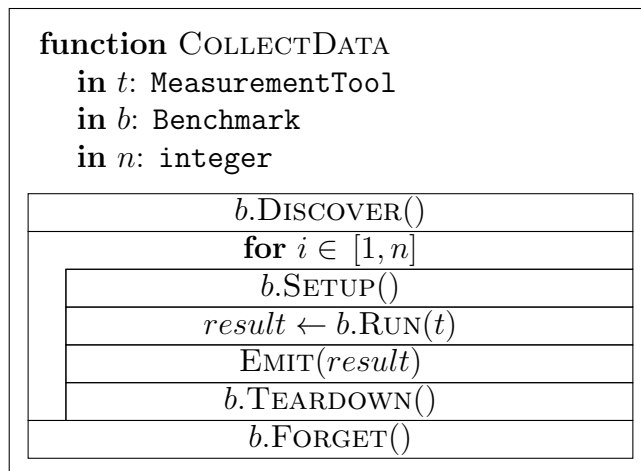 function COLLECTDATA
in t: MeasurementTool
in b: Benchmark
in n: integer
b.DISCOVER()
for i ∈ [1, n]
b.SETUP()
result ← b.RUN(t)
EMIT(result)
b.TEARDOWN()
b.FORGET()